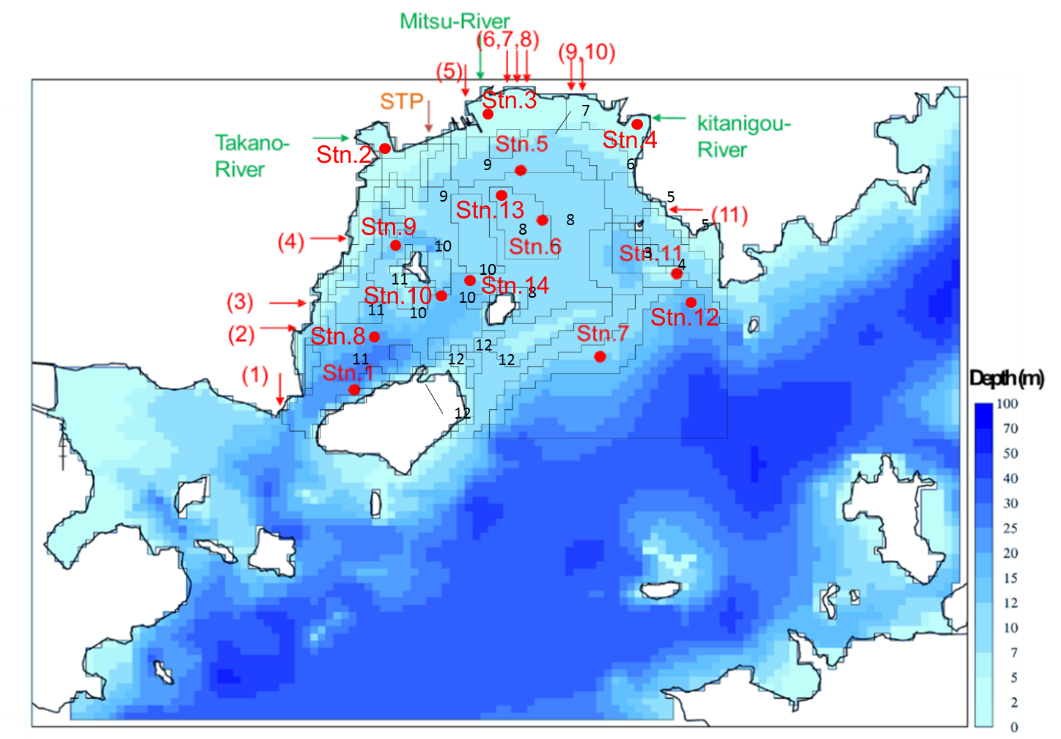 Mitsu-River
(6,7,8)
(9,10)
(5)
STP
Stn.3
7
kitanigou-
River
Takano-
River
Stn.2
Stn.5
Stn.4
9
6
9
Stn.13
5
(11)
8
5
Stn.9
8
Stn.6
(4)
10
3
Stn.11
4
11
10
Stn.14
Stn.10
10
8
(3)
11
10
Stn.12
(2)
Stn.8
Stn.7
12
11
12
12
(1)
Stn.1
12
Depth (m)
100
70
50
40
30
25
20
15
12
10
7
5
2
0